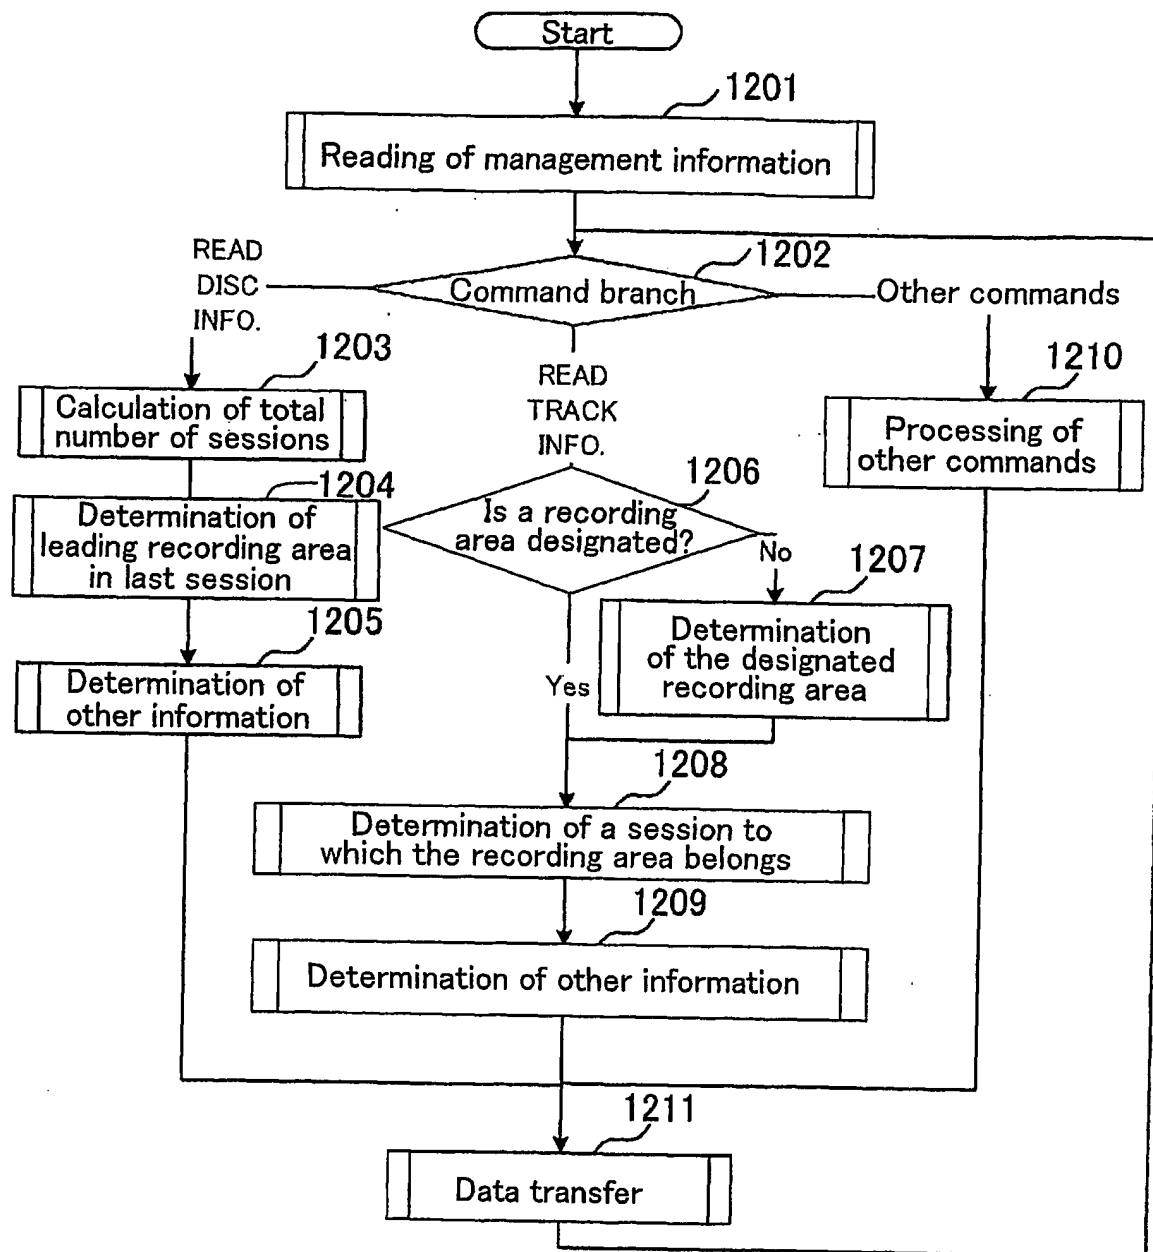 Start
1201
Reading of management information
1202
Command branch
READ
DISC
INFO.
Other commands
1203
Calculation of total
number of sessions
READ
TRACK
INFO.
1210
Processing of
other commands
1204
Determination of
leading recording area
in last session
1206
Is a recording
area designated?
No
1207
Determination
of the designated
recording area
Yes
1205
Determination of
other information
1208
Determination of a session to
which the recording area belongs
1209
Determination of other information
1211
Data transfer